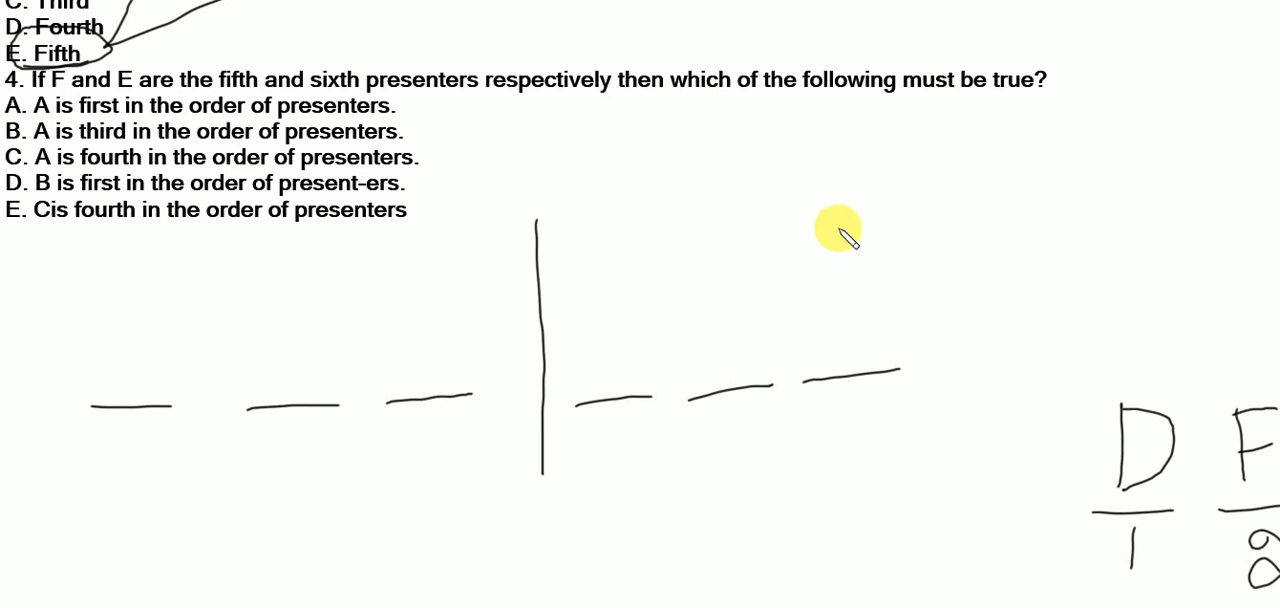 C. Third
D. Fourth
E. Fifth
4. If F and E are the fifth and sixth presenters respectively then which of the following must be true?
A. A is first in the order of presenters.
B. A is third in the order of presenters.
C. A is fourth in the order of presenters.
D. B is first in the order of present-ers.
E. Cis fourth in the order of presenters
D F
1